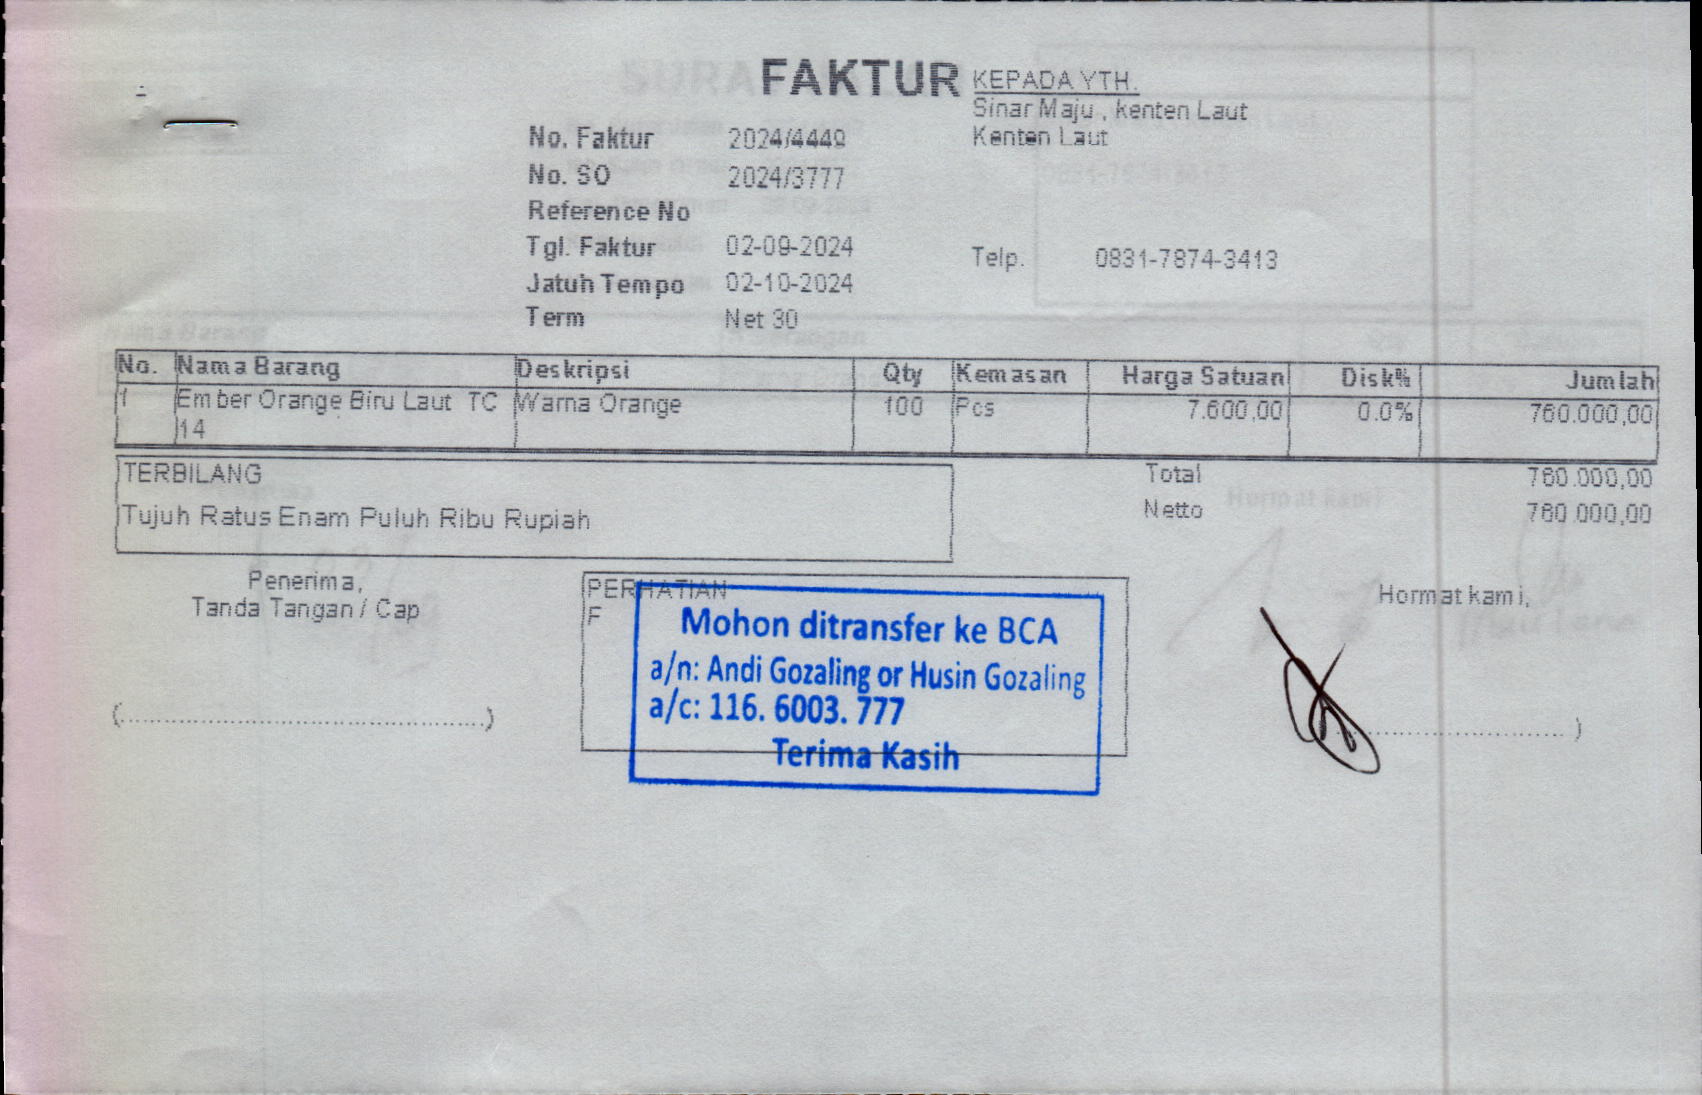 FAKTUR
KEPADA YTH.
Sinar Maju , kenten Laut
Kenten Laut
No. Faktur 2024/4449
No. SO 2024/3777
Reference No
Tgl. Faktur 02-09-2024
Telp. 0831-7874-3413
Jatuh Tempo 02-10-2024
Term Net 30
No. Nama Barang Deskripsi Qty Kemasan Harga Satuan Disk% Jumlah
1 Ember Orange Biru Laut TC Warna Orange 100 Pcs 7.600,00 0.0% 760.000,00
14
TERBILANG
Tujuh Ratus Enam Puluh Ribu Rupiah
Total 760.000,00
Netto 760.000,00
Penerima,
Tanda Tangan / Cap
(..........................................)
PERHATIAN
F
Mohon ditransfer ke BCA
a/n: Andi Gozaling or Husin Gozaling
a/c: 116. 6003. 777
Terima Kasih
Hormat kami,